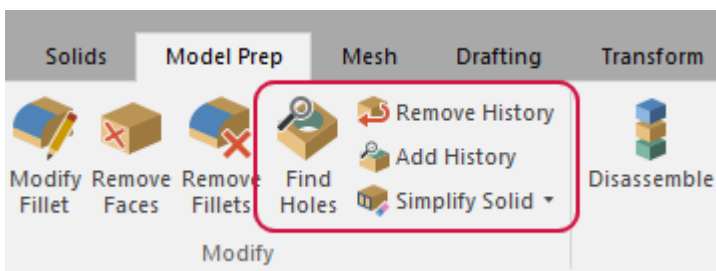 Solids Model Prep Mesh Drafting Transform
Modify Fillet
Remove Faces
Remove Fillets
Find Holes
Remove History
Add History
Simplify Solid
Disassemble
Modify